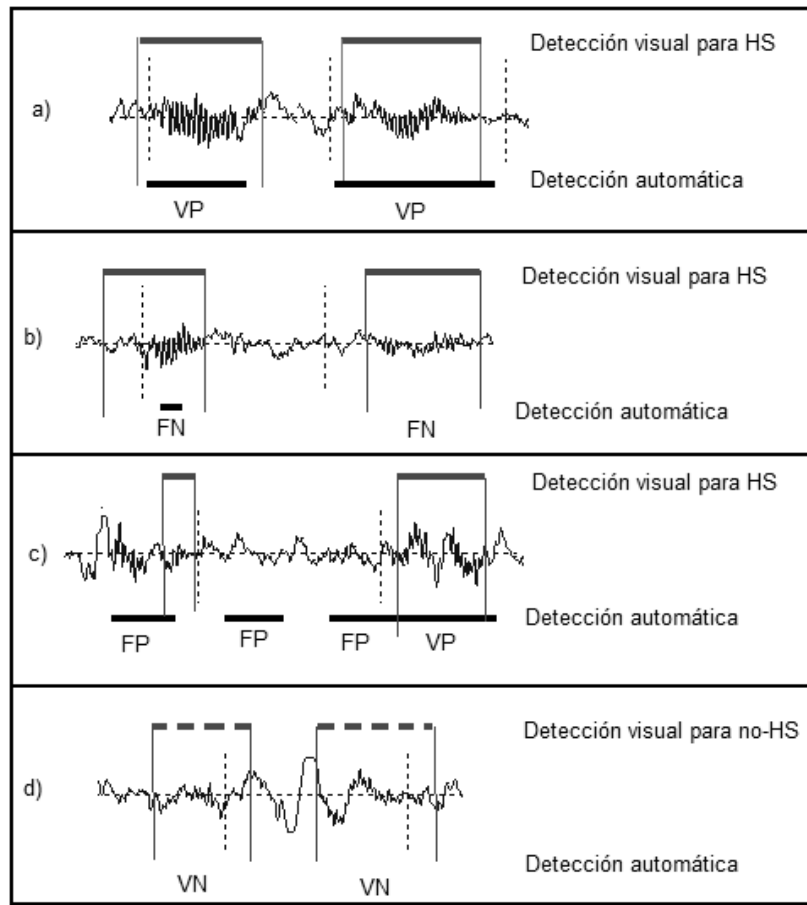 Detección visual para HS
a)
Detección automática
VP VP
Detección visual para HS
b)
Detección automática
FN FN
Detección visual para HS
c)
Detección automática
FP FP FP VP
Detección visual para no-HS
d)
Detección automática
VN VN